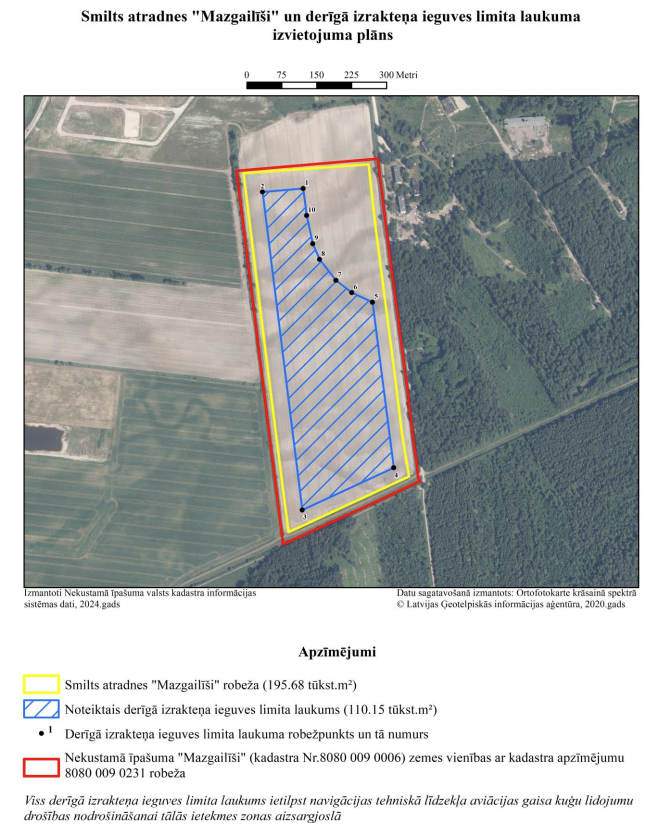 Smilts atradnes "Mazgailīši" un derīgā izrakteņa ieguves limita laukuma
izvietojuma plāns
0 75 150 225 300 Metri
2 1
10
9
8
7
6
5
4
3
Izmantoti Nekustamā īpašuma valsts kadastra informācijas
sistēmas dati, 2024.gads
Datu sagatavošanā izmantots: Ortofotokarte krāsainā spektrā
© Latvijas Ģeotelpiskās informācijas aģentūra, 2020.gads
Apzīmējumi
Smilts atradnes "Mazgailīši" robeža (195.68 tūkst.m²)
Noteiktais derīgā izrakteņa ieguves limita laukums (110.15 tūkst.m²)
1 Derīgā izrakteņa ieguves limita laukuma robežpunkts un tā numurs
Nekustamā īpašuma "Mazgailīši" (kadastra Nr.8080 009 0006) zemes vienības ar kadastra apzīmējumu
8080 009 0231 robeža
Viss derīgā izrakteņa ieguves limita laukums ietilpst navigācijas tehniskā līdzekļa aviācijas gaisa kuģu lidojumu
drošības nodrošināšanai tālās ietekmes zonas aizsargjoslā